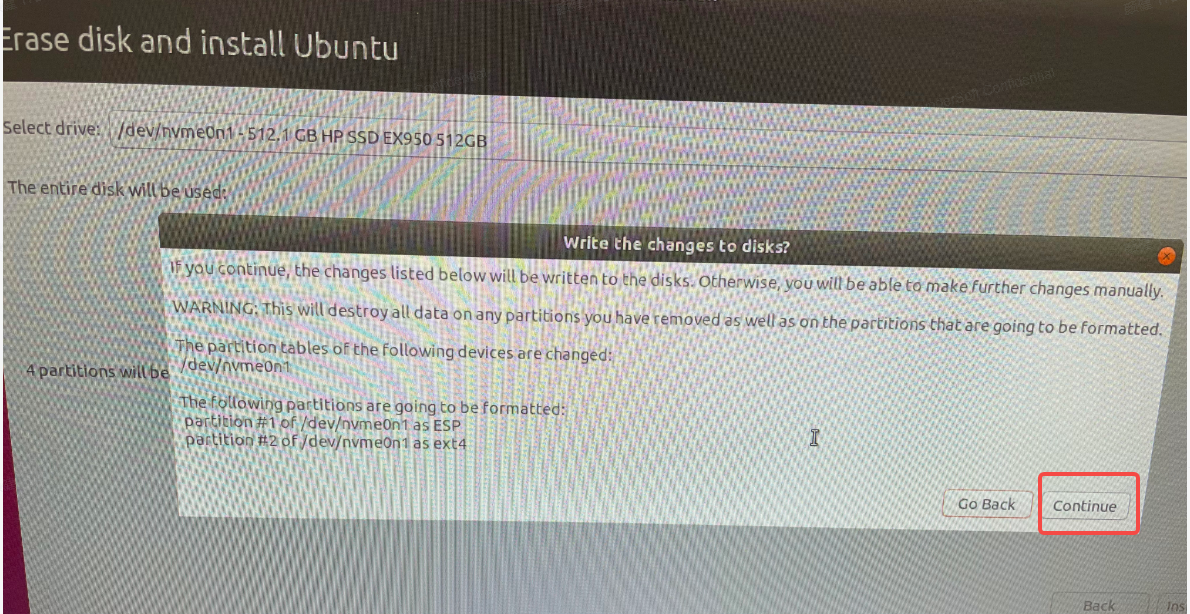 Erase disk and install Ubuntu
Select drive: /dev/nvme0n1 - 512.1 GB HP SSD EX950 512GB
The entire disk will be used:
Write the changes to disks?
If you continue, the changes listed below will be written to the disks. Otherwise, you will be able to make further changes manually.
WARNING: This will destroy all data on any partitions you have removed as well as on the partitions that are going to be formatted.
The partition tables of the following devices are changed:
/dev/nvme0n1
4 partitions will be
The following partitions are going to be formatted:
partition #1 of /dev/nvme0n1 as ESP
partition #2 of /dev/nvme0n1 as ext4
Go Back
Continue
Back
Ins